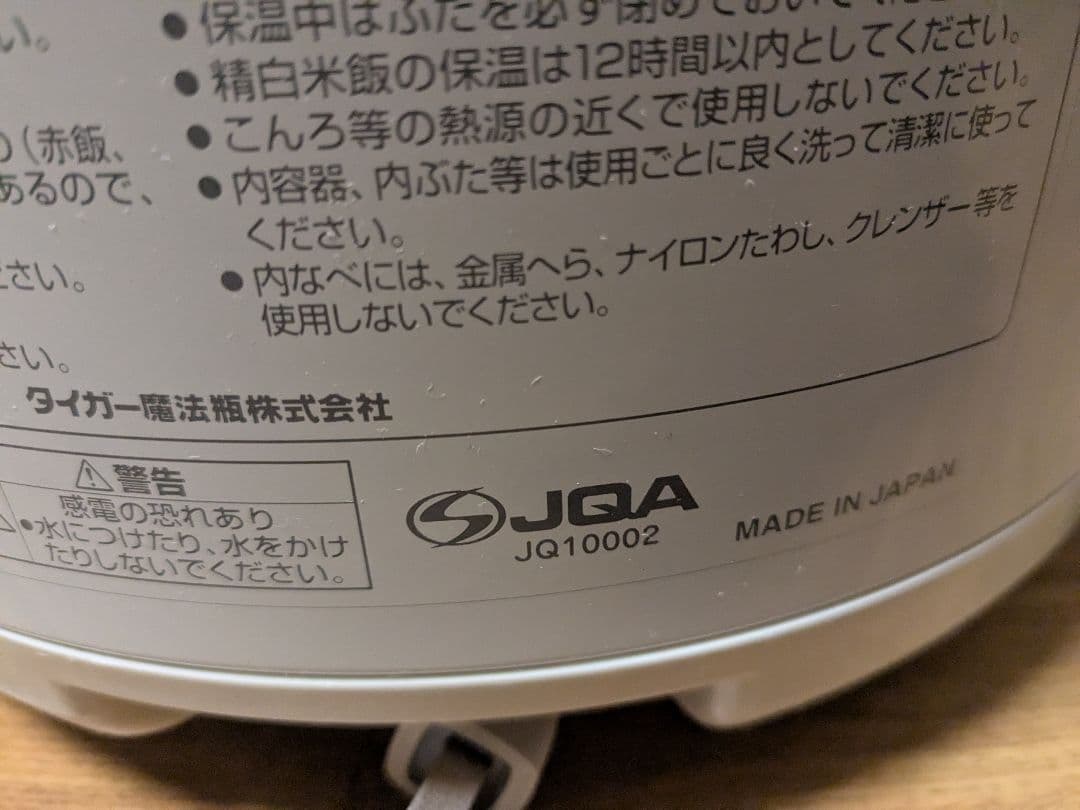 い。
●保温中はふたを必ず閉めておいてくださ
●精白米飯の保温は12時間以内としてください。
●こんろ等の熱源の近くで使用しないでください。
(赤飯、
あるので、
●内容器、内ぶた等は使用ごとに良く洗って清潔に使って
ください。
ださい。
●内なべには、金属へら、ナイロンたわし、クレンザー等を
使用しないでください。
さい。
タイガー魔法瓶株式会社
警告
感電の恐れあり
●水につけたり、水をかけ
たりしないでください。
JQA
JQ10002
MADE IN JAPAN